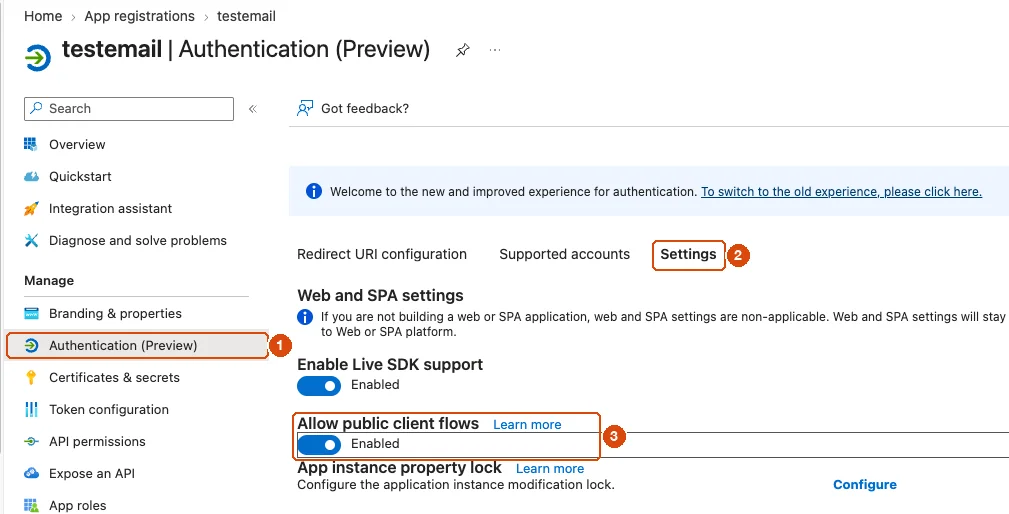 Home > App registrations > testemail
testemail | Authentication (Preview) ...
Search «
Overview
Quickstart
Integration assistant
Diagnose and solve problems
Manage
Branding & properties
Authentication (Preview) 1
Certificates & secrets
Token configuration
API permissions
Expose an API
App roles
Got feedback?
Welcome to the new and improved experience for authentication. To switch to the old experience, please click here.
Redirect URI configuration Supported accounts Settings 2
Web and SPA settings
If you are not building a web or SPA application, web and SPA settings are non-applicable. Web and SPA settings will stay
to Web or SPA platform.
Enable Live SDK support
Enabled
Allow public client flows Learn more
Enabled 3
App instance property lock Learn more
Configure the application instance modification lock. Configure